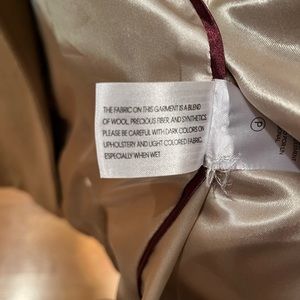 THE FABRIC ON THIS GARMENT IS A BLEND
OF WOOL, PRECIOUS FIBER AND SYNTHETICS.
PLEASE BE CAREFUL WITH DARK COLORS ON
UPHOLSTERY AND LIGHT COLORED FABRIC,
ESPECIALLY WHEN WET
P